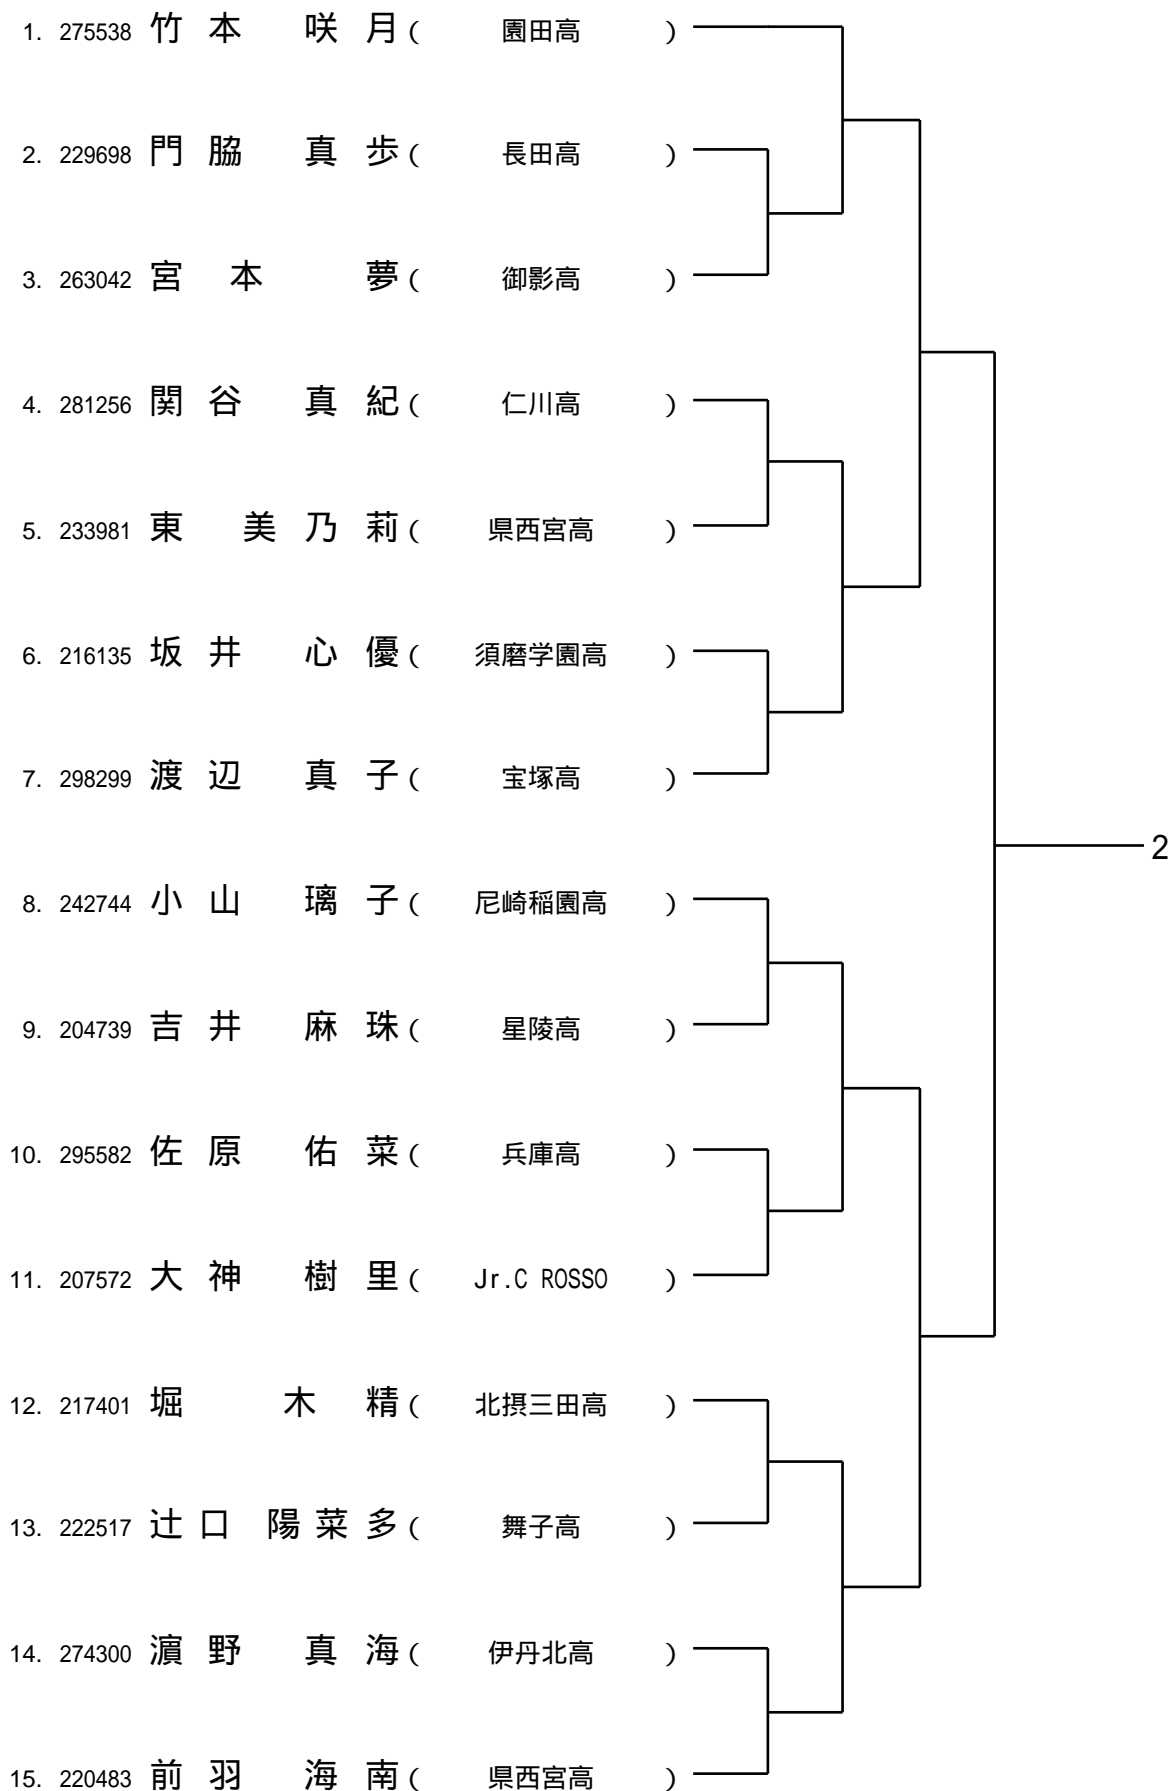 1. 275538 竹本 咲月 ( 園田高 )
2. 229698 門脇 真歩 ( 長田高 )
3. 263042 宮本 夢 ( 御影高 )
4. 281256 関谷 真紀 ( 仁川高 )
5. 233981 東 美乃莉 ( 県西宮高 )
6. 216135 坂井 心優 ( 須磨学園高 )
7. 298299 渡辺 真子 ( 宝塚高 )
2
8. 242744 小山 璃子 ( 尼崎稲園高 )
9. 204739 吉井 麻珠 ( 星陵高 )
10. 295582 佐原 佑菜 ( 兵庫高 )
11. 207572 大神 樹里 ( Jr.C ROSSO )
12. 217401 堀 木精 ( 北摂三田高 )
13. 222517 辻口 陽菜多 ( 舞子高 )
14. 274300 濵野 真海 ( 伊丹北高 )
15. 220483 前羽 海南 ( 県西宮高 )